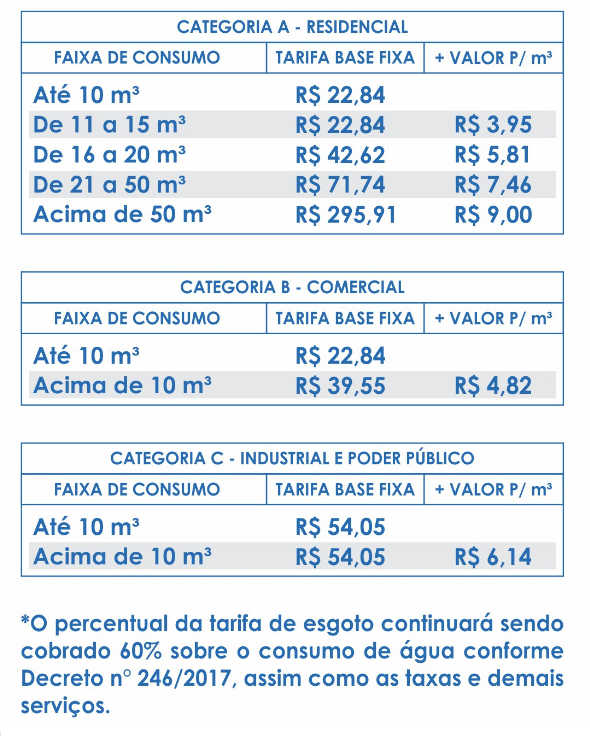 CATEGORIA A - RESIDENCIAL
FAIXA DE CONSUMO TARIFA BASE FIXA + VALOR P/ m³
Até 10 m³ R$ 22,84
De 11 a 15 m³ R$ 22,84 R$ 3,95
De 16 a 20 m³ R$ 42,62 R$ 5,81
De 21 a 50 m³ R$ 71,74 R$ 7,46
Acima de 50 m³ R$ 295,91 R$ 9,00
CATEGORIA B - COMERCIAL
FAIXA DE CONSUMO TARIFA BASE FIXA + VALOR P/ m³
Até 10 m³ R$ 22,84
Acima de 10 m³ R$ 39,55 R$ 4,82
CATEGORIA C - INDUSTRIAL E PODER PÚBLICO
FAIXA DE CONSUMO TARIFA BASE FIXA + VALOR P/ m³
Até 10 m³ R$ 54,05
Acima de 10 m³ R$ 54,05 R$ 6,14
*O percentual da tarifa de esgoto continuará sendo
cobrado 60% sobre o consumo de água conforme
Decreto n° 246/2017, assim como as taxas e demais
serviços.